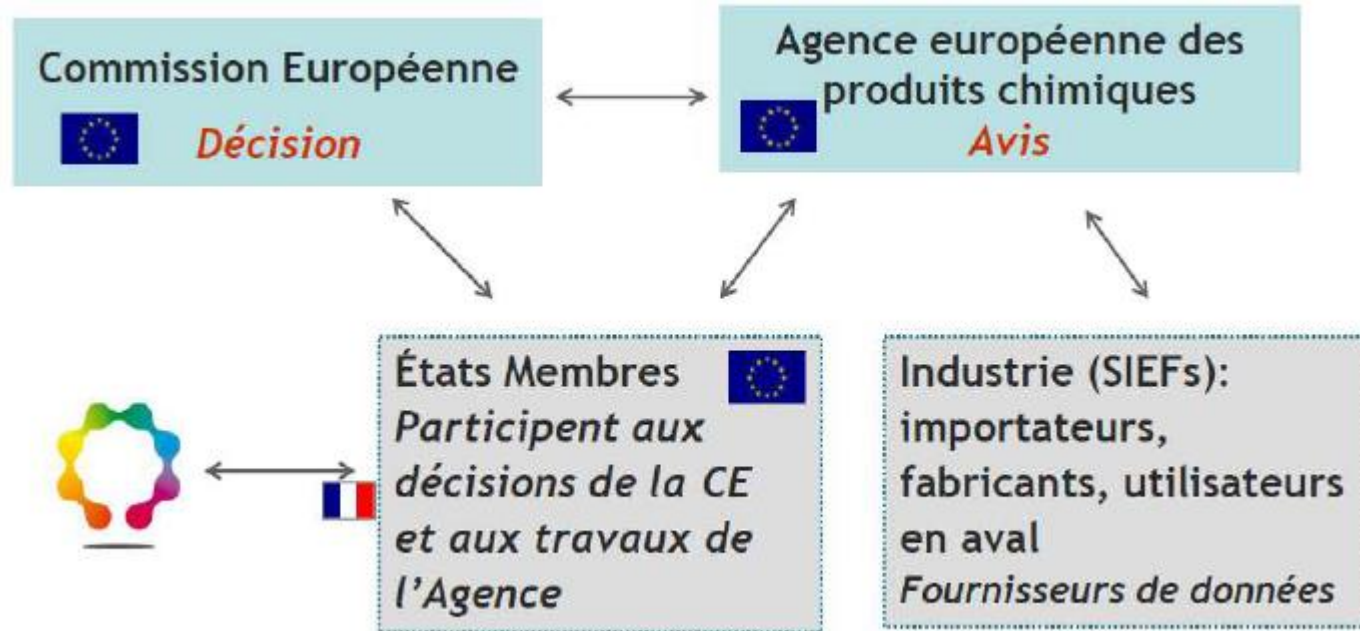 Commission Européenne
Décision
Agence européenne des
produits chimiques
Avis
États Membres
Participent aux
décisions de la CE
et aux travaux de
l’Agence
Industrie (SIEFs):
importateurs,
fabricants, utilisateurs
en aval
Fournisseurs de données